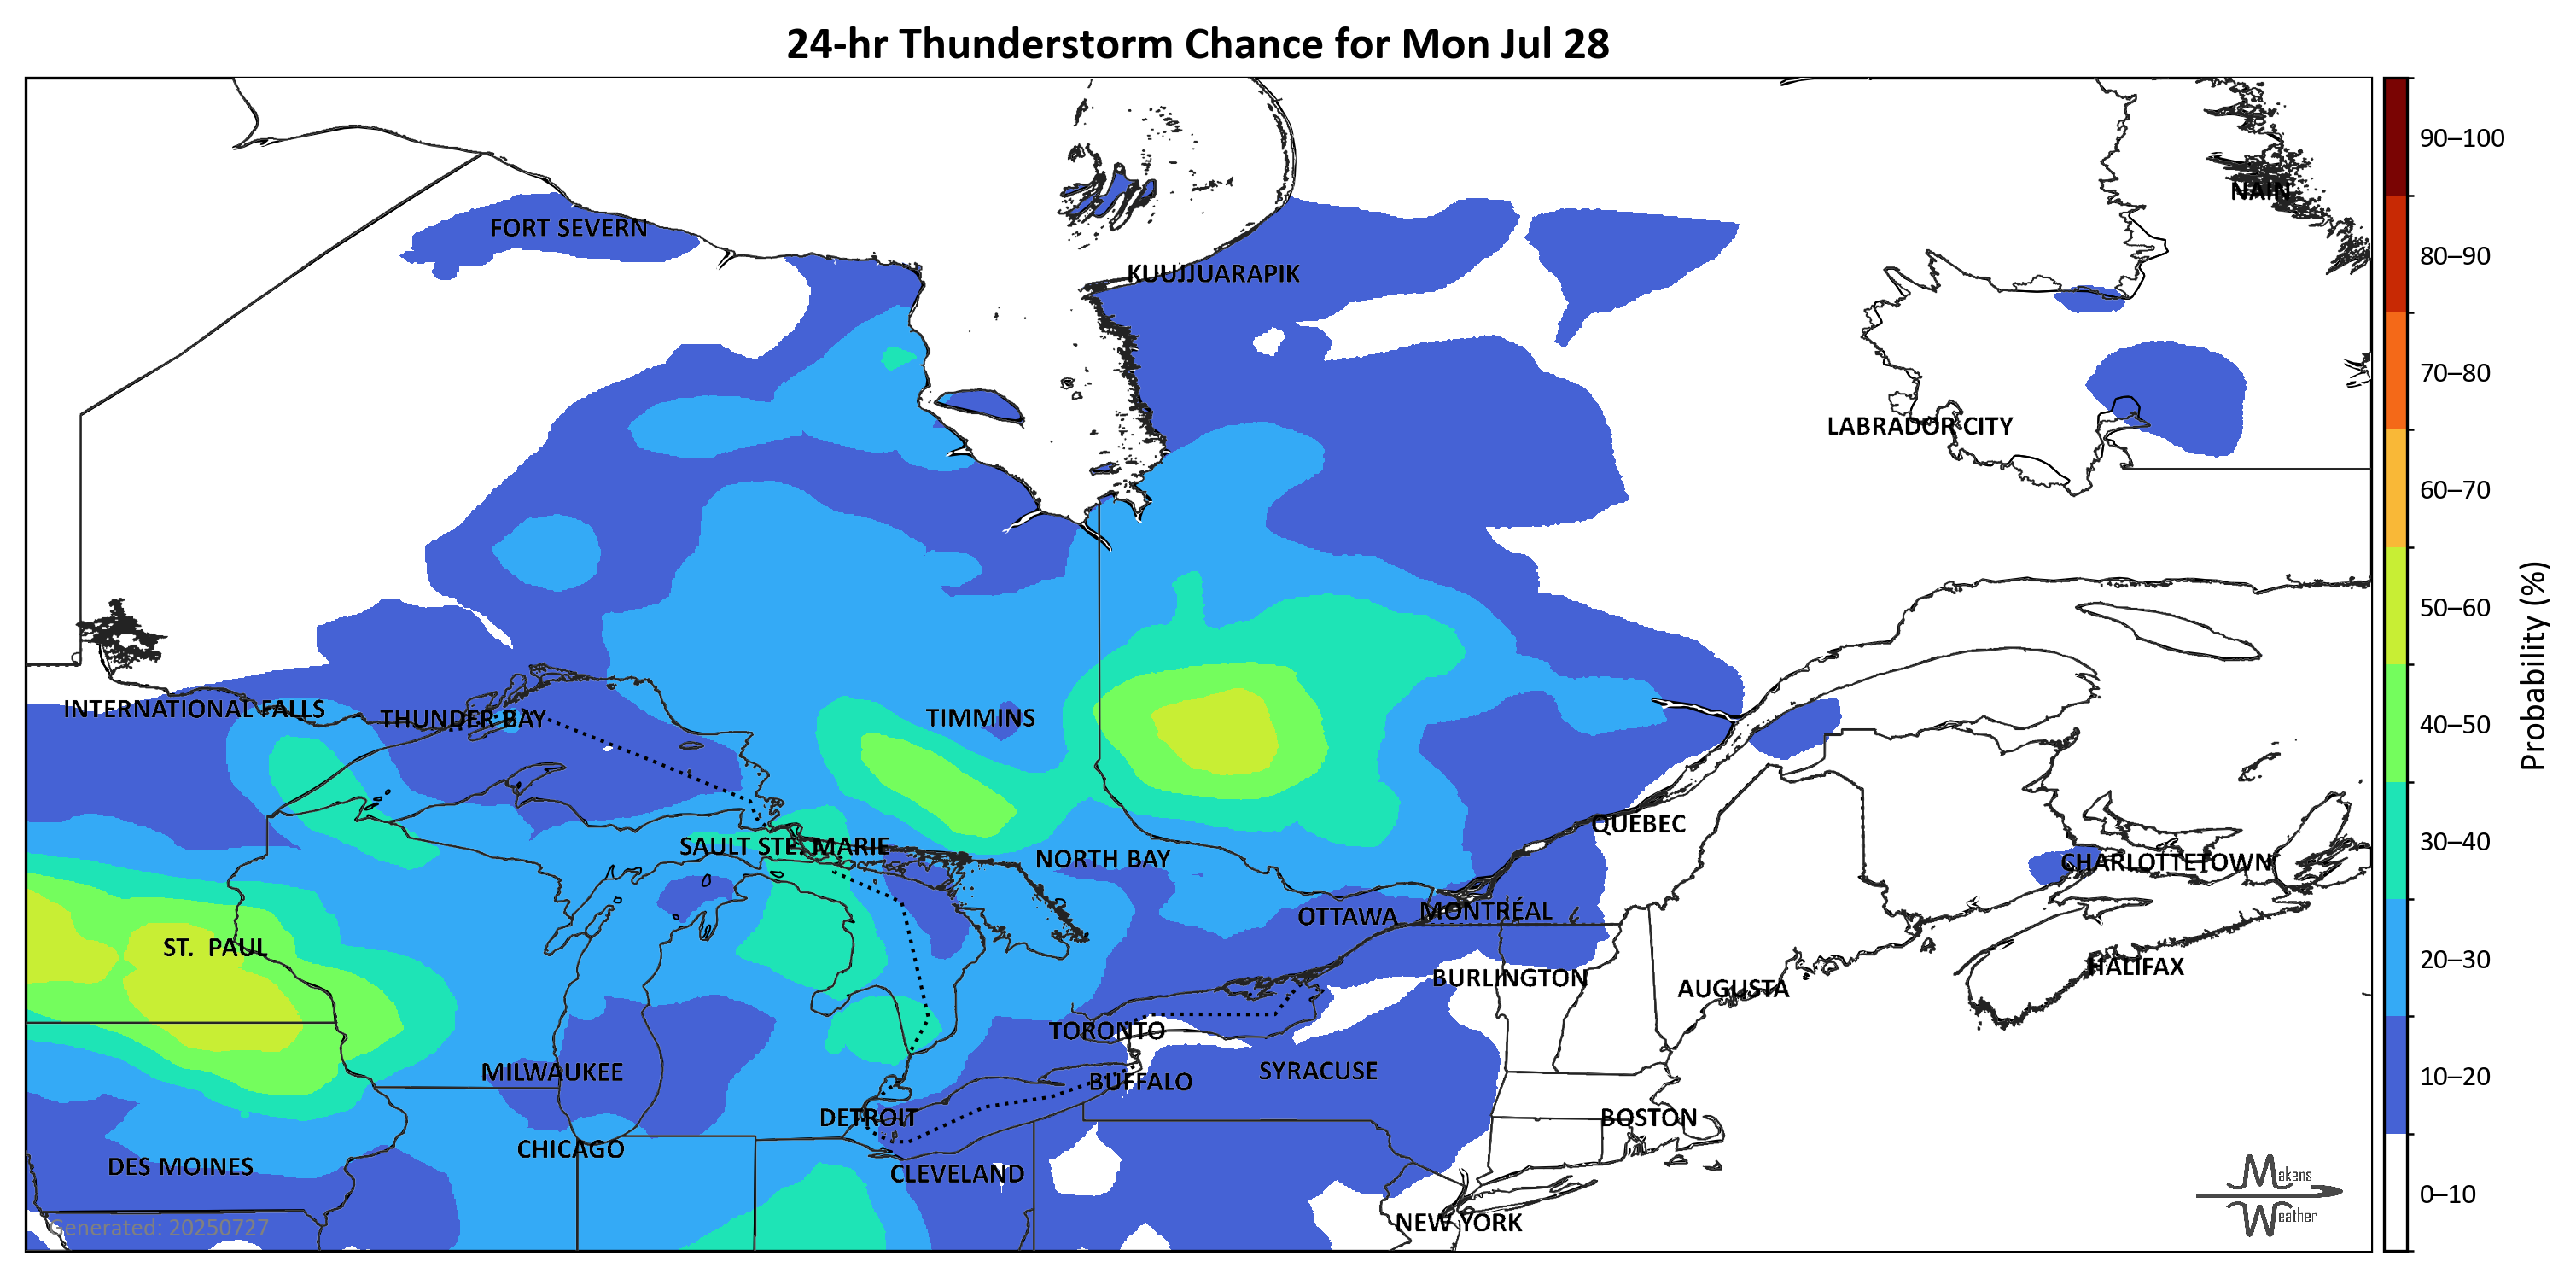 24-hr Thunderstorm Chance for Mon Jul 28
NAIN
FORT SEVERN
KUUJJUARAPIK
LABRADOR CITY
INTERNATIONAL FALLS
THUNDER BAY
TIMMINS
QUEBEC
SAULT STE. MARIE
NORTH BAY
CHARLOTTETOWN
OTTAWA
MONTRÉAL
ST. PAUL
HALIFAX
BURLINGTON
AUGUSTA
TORONTO
MILWAUKEE
SYRACUSE
BUFFALO
DETROIT
BOSTON
CHICAGO
DES MOINES
CLEVELAND
NEW YORK
Generated: 20250727
Makens
Weather
90–100
80–90
70–80
60–70
50–60
40–50
30–40
20–30
10–20
0–10
Probability (%)